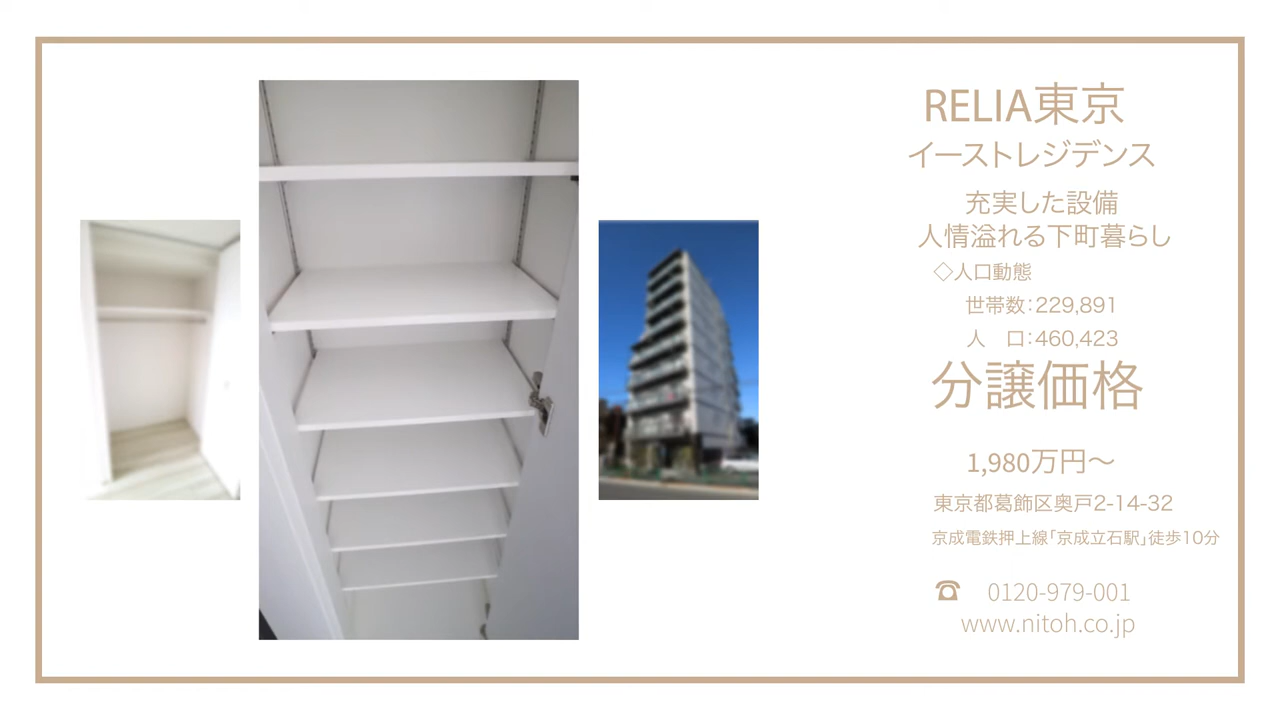 RELIA東京
イーストレジデンス
充実した設備
人情溢れる下町暮らし
◇人口動態
世帯数：229,891
人　口：460,423
分譲価格
1,980万円～
東京都葛飾区奥戸2-14-32
京成電鉄押上線「京成立石駅」徒歩10分
☎ 0120-979-001
www.nitoh.co.jp